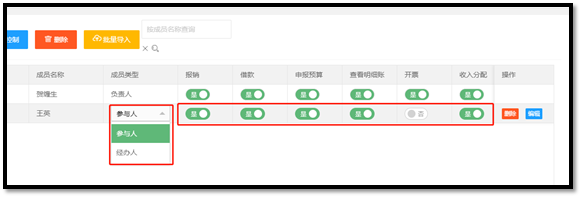 控制 删除 批量导入 按成员名称查询
成员名称 成员类型 报销 借款 申报预算 查看明细账 开票 收入分配 操作
负责人 是 是 是 是 是 是
王英 参与人 是 是 是 是 否 是 删除 编辑
参与人
经办人